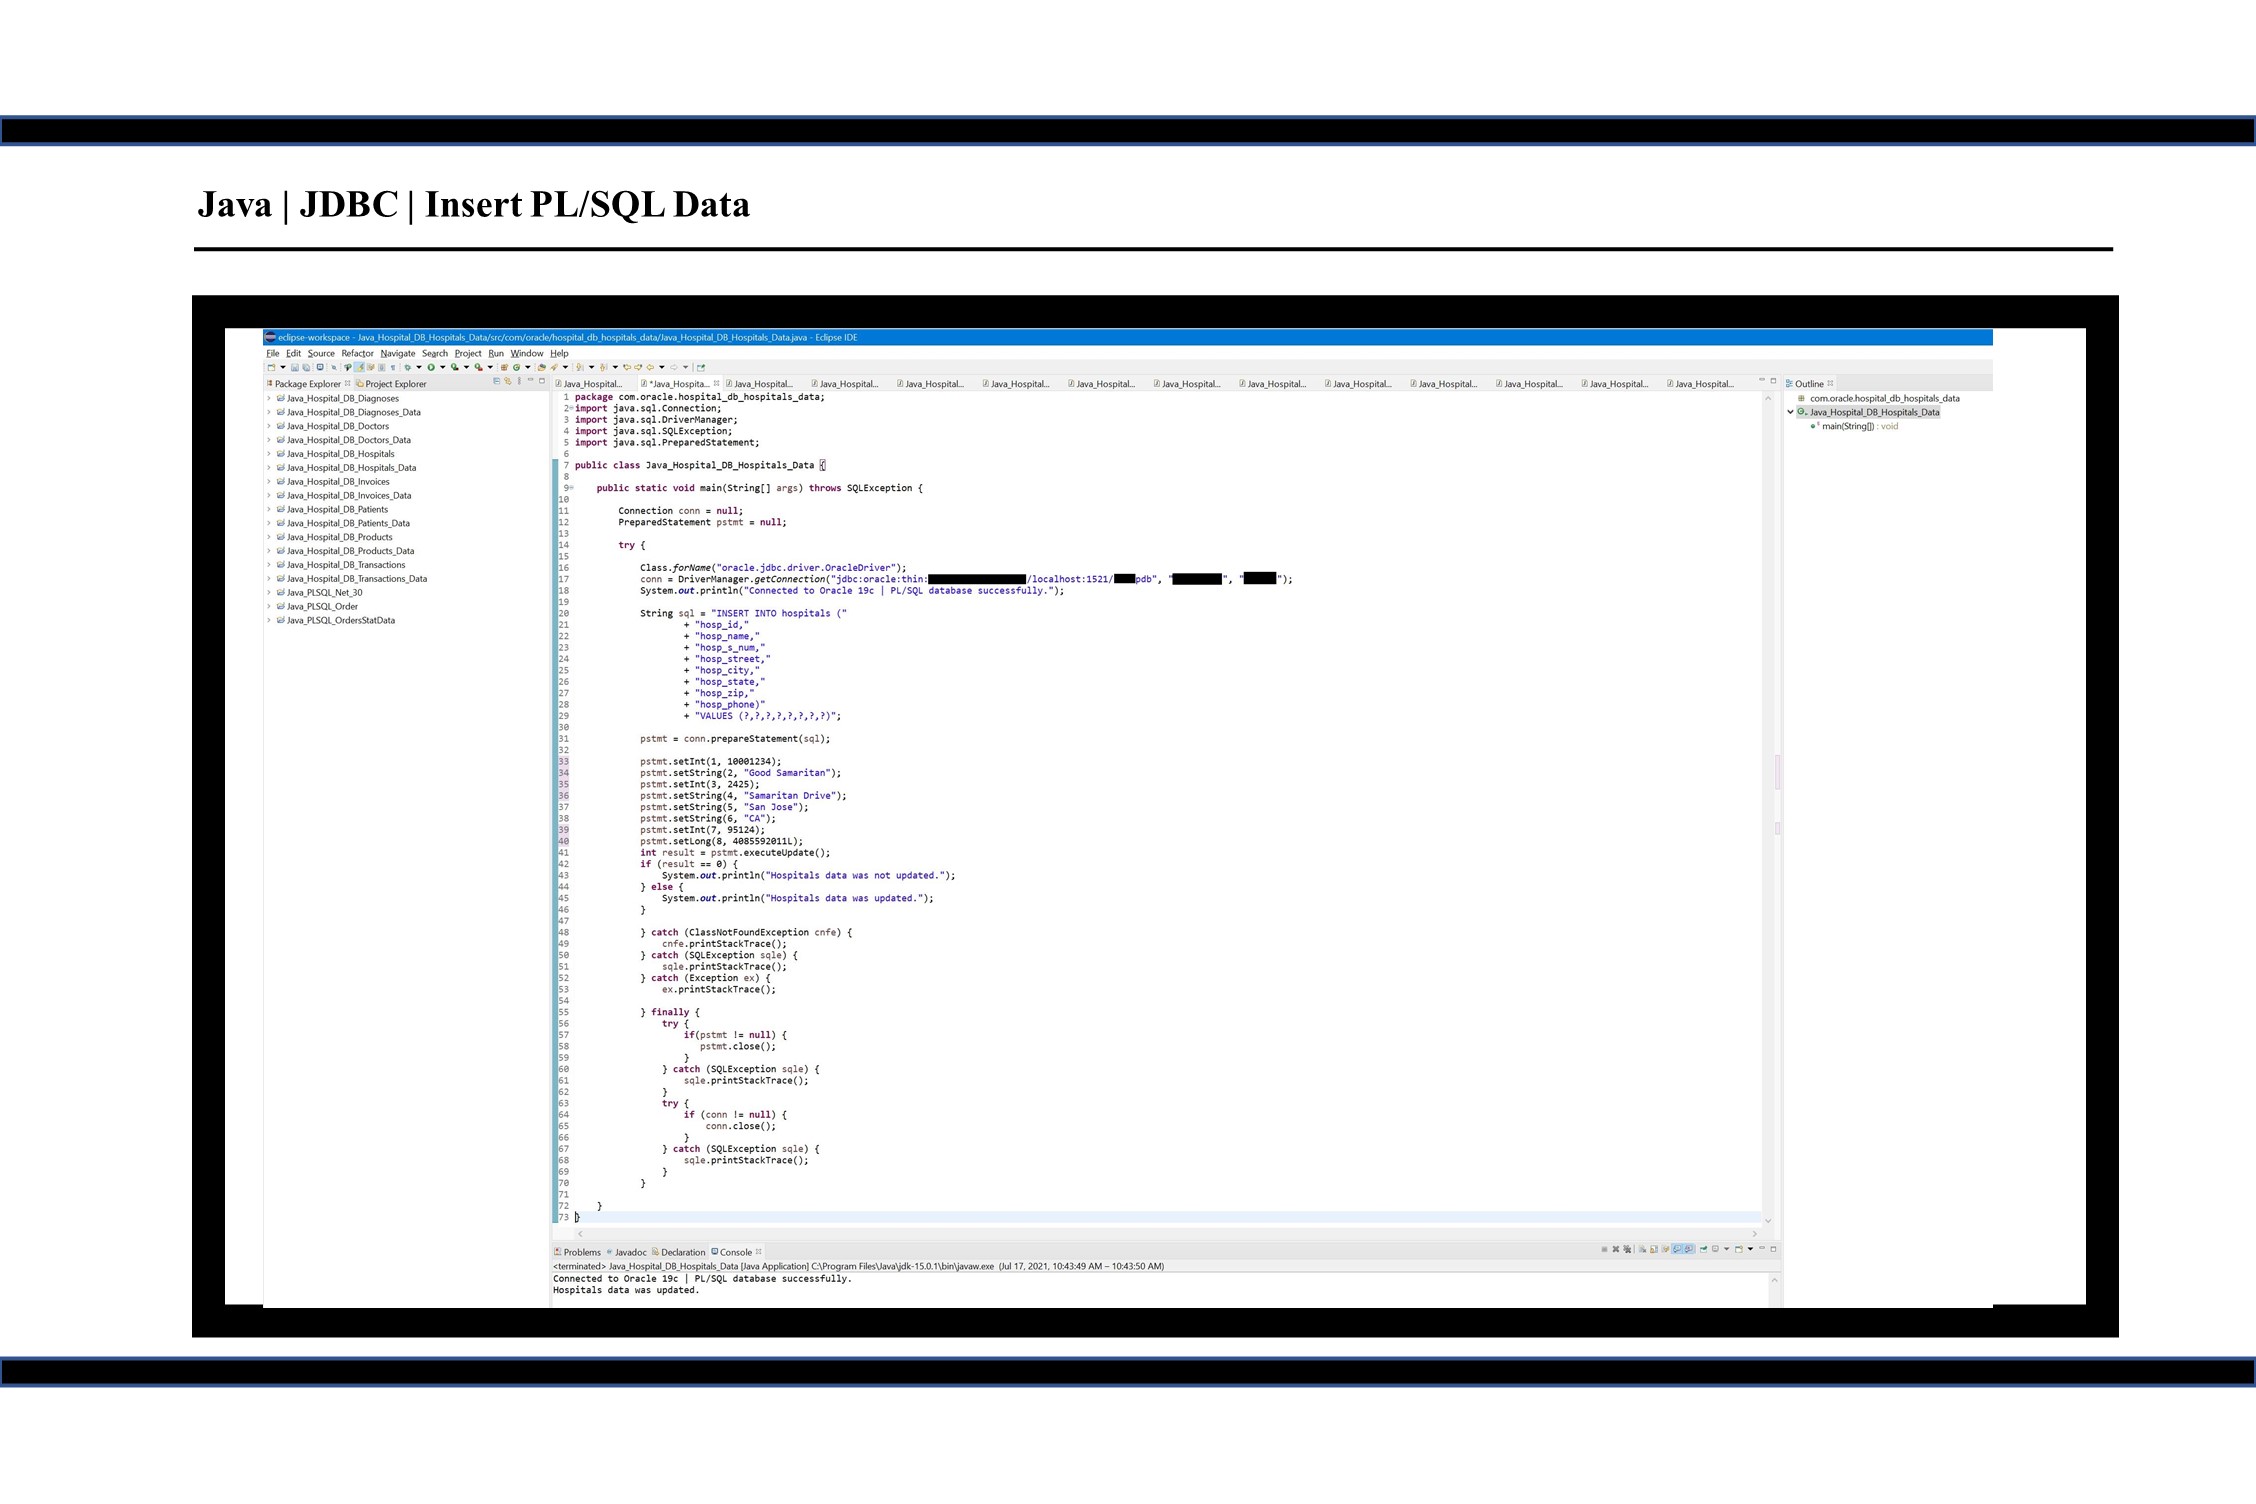 Java | JDBC | Insert PL/SQL Data
eclipse-workspace - Java_Hospital_DB_Hospitals_Data/src/com/oracle/hospital_db_hospitals_data/Java_Hospital_DB_Hospitals_Data.java - Eclipse IDE
File Edit Source Refactor Navigate Search Project Run Window Help
Package Explorer Project Explorer
Java_Hospital_DB_Diagnoses
Java_Hospital_DB_Diagnoses_Data
Java_Hospital_DB_Doctors
Java_Hospital_DB_Doctors_Data
Java_Hospital_DB_Hospitals
Java_Hospital_DB_Hospitals_Data
Java_Hospital_DB_Invoices
Java_Hospital_DB_Invoices_Data
Java_Hospital_DB_Patients
Java_Hospital_DB_Patients_Data
Java_Hospital_DB_Products
Java_Hospital_DB_Products_Data
Java_Hospital_DB_Transactions
Java_Hospital_DB_Transactions_Data
Java_PLSQL_Net_30
Java_PLSQL_Order
Java_PLSQL_OrdersStatData
Java_Hospital... *Java_Hospita... Java_Hospital... Java_Hospital... Java_Hospital... Java_Hospital... Java_Hospital... Java_Hospital... Java_Hospital... Java_Hospital... Java_Hospital... Java_Hospital... Java_Hospital... Java_Hospital...
1 package com.oracle.hospital_db_hospitals_data;
2 import java.sql.Connection;
3 import java.sql.DriverManager;
4 import java.sql.SQLException;
5 import java.sql.PreparedStatement;
6
7 public class Java_Hospital_DB_Hospitals_Data {
8
9 public static void main(String[] args) throws SQLException {
10
11 Connection conn = null;
12 PreparedStatement pstmt = null;
13
14 try {
15
16 Class.forName("oracle.jdbc.driver.OracleDriver");
17 conn = DriverManager.getConnection("jdbc:oracle:thin: /localhost:1521/ pdb", " ", " ");
18 System.out.println("Connected to Oracle 19c | PL/SQL database successfully.");
19
20 String sql = "INSERT INTO hospitals ("
21 + "hosp_id,"
22 + "hosp_name,"
23 + "hosp_s_num,"
24 + "hosp_street,"
25 + "hosp_city,"
26 + "hosp_state,"
27 + "hosp_zip,"
28 + "hosp_phone)"
29 + "VALUES (?,?,?,?,?,?,?,?)";
30
31 pstmt = conn.prepareStatement(sql);
32
33 pstmt.setInt(1, 10001234);
34 pstmt.setString(2, "Good Samaritan");
35 pstmt.setInt(3, 2425);
36 pstmt.setString(4, "Samaritan Drive");
37 pstmt.setString(5, "San Jose");
38 pstmt.setString(6, "CA");
39 pstmt.setInt(7, 95124);
40 pstmt.setLong(8, 4085592011L);
41 int result = pstmt.executeUpdate();
42 if (result == 0) {
43 System.out.println("Hospitals data was not updated.");
44 } else {
45 System.out.println("Hospitals data was updated.");
46 }
47
48 } catch (ClassNotFoundException cnfe) {
49 cnfe.printStackTrace();
50 } catch (SQLException sqle) {
51 sqle.printStackTrace();
52 } catch (Exception ex) {
53 ex.printStackTrace();
54
55 } finally {
56 try {
57 if(pstmt != null) {
58 pstmt.close();
59 }
60 } catch (SQLException sqle) {
61 sqle.printStackTrace();
62 }
63 try {
64 if (conn != null) {
65 conn.close();
66 }
67 } catch (SQLException sqle) {
68 sqle.printStackTrace();
69 }
70 }
71
72 }
73 }
Outline
com.oracle.hospital_db_hospitals_data
Java_Hospital_DB_Hospitals_Data
main(String[]) : void
Problems Javadoc Declaration Console
<terminated> Java_Hospital_DB_Hospitals_Data [Java Application] C:\Program Files\Java\jdk-15.0.1\bin\javaw.exe (Jul 17, 2021, 10:43:49 AM – 10:43:50 AM)
Connected to Oracle 19c | PL/SQL database successfully.
Hospitals data was updated.